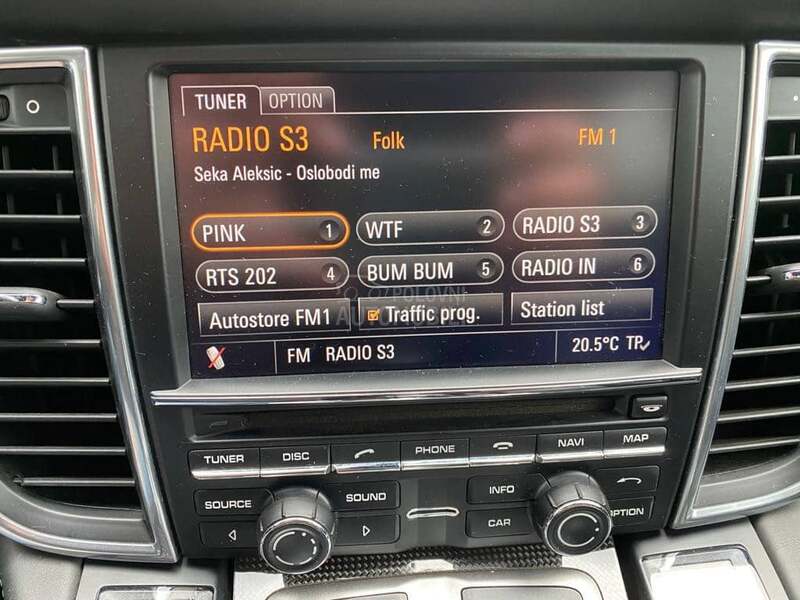 TUNER OPTION
RADIO S3 Folk FM 1
Seka Aleksic - Oslobodi me
PINK 1 WTF 2 RADIO S3 3
RTS 202 4 BUM BUM 5 RADIO IN 6
POLOVNI
AUTOMOBILI
Autostore FM1 Traffic prog. Station list
FM RADIO S3 20.5°C TP
TUNER DISC PHONE NAVI MAP
SOURCE SOUND INFO
CAR OPTION